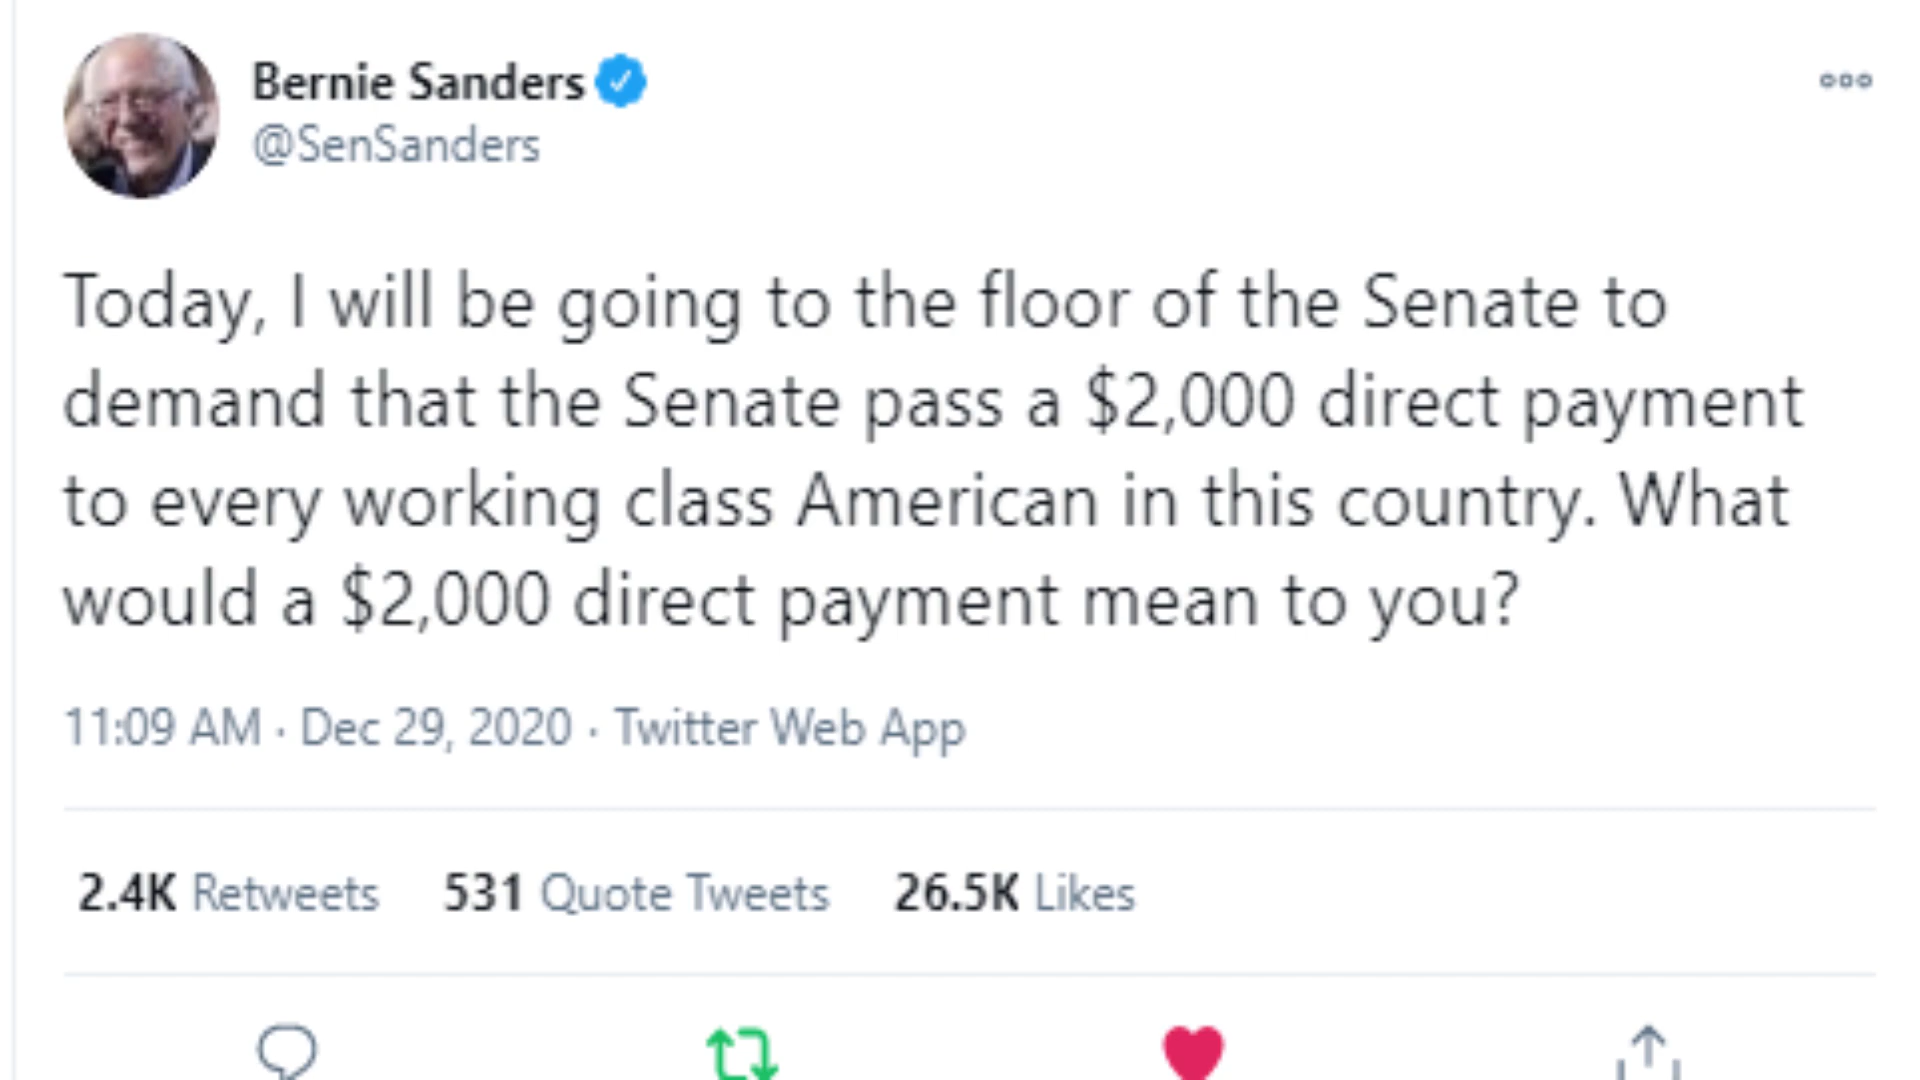 Bernie Sanders
@SenSanders
Today, I will be going to the floor of the Senate to
demand that the Senate pass a $2,000 direct payment
to every working class American in this country. What
would a $2,000 direct payment mean to you?
11:09 AM · Dec 29, 2020 · Twitter Web App
2.4K Retweets 531 Quote Tweets 26.5K Likes